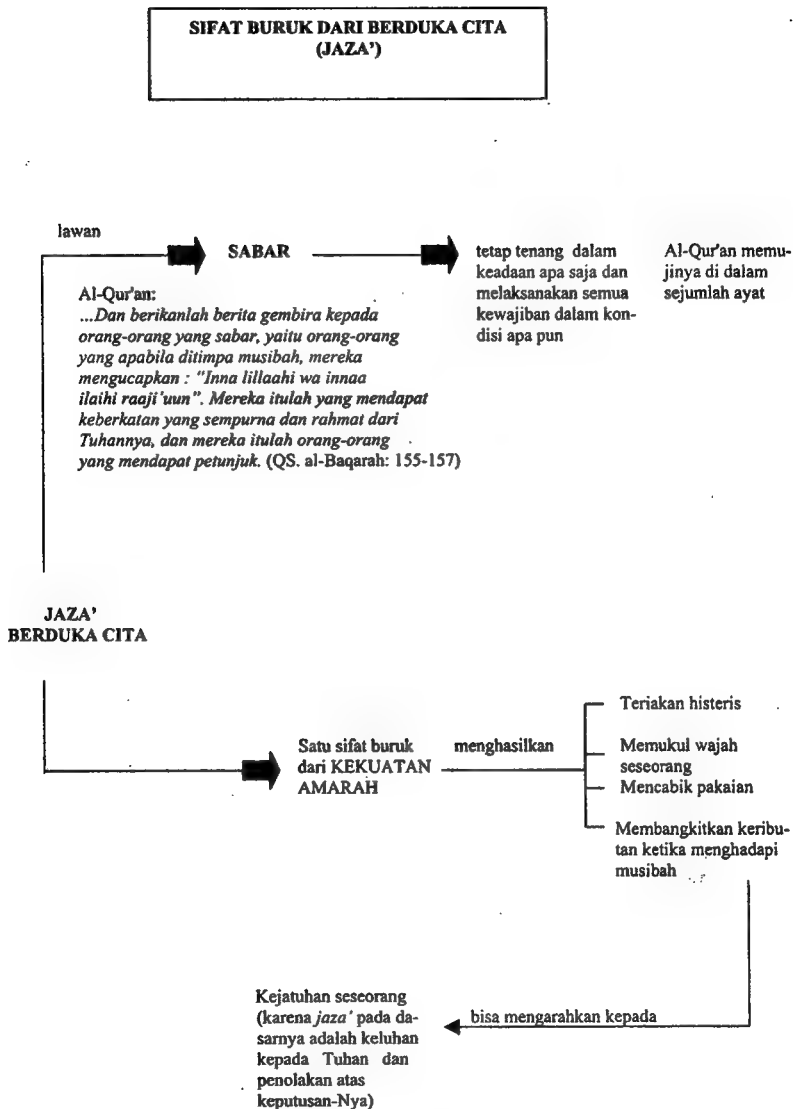 SIFAT BURUK DARI BERDUKA CITA
(JAZA')
lawan
SABAR
tetap tenang dalam
keadaan apa saja dan
melaksanakan semua
kewajiban dalam kon-
disi apa pun
Al-Qur'an memu-
jinya di dalam
sejumlah ayat
Al-Qur'an:
...Dan berikanlah berita gembira kepada
orang-orang yang sabar, yaitu orang-orang
yang apabila ditimpa musibah, mereka
mengucapkan : "Inna lillaahi wa innaa
ilaihi raaji'uun". Mereka itulah yang mendapat
keberkatan yang sempurna dan rahmat dari
Tuhannya, dan mereka itulah orang-orang
yang mendapat petunjuk. (QS. al-Baqarah: 155-157)
JAZA'
BERDUKA CITA
Satu sifat buruk
dari KEKUATAN
AMARAH
menghasilkan
Teriakan histeris
Memukul wajah
seseorang
Mencabik pakaian
Membangkitkan keribu-
tan ketika menghadapi
musibah
bisa mengarahkan kepada
Kejatuhan seseorang
(karena jaza' pada da-
sarnya adalah keluhan
kepada Tuhan dan
penolakan atas
keputusan-Nya)